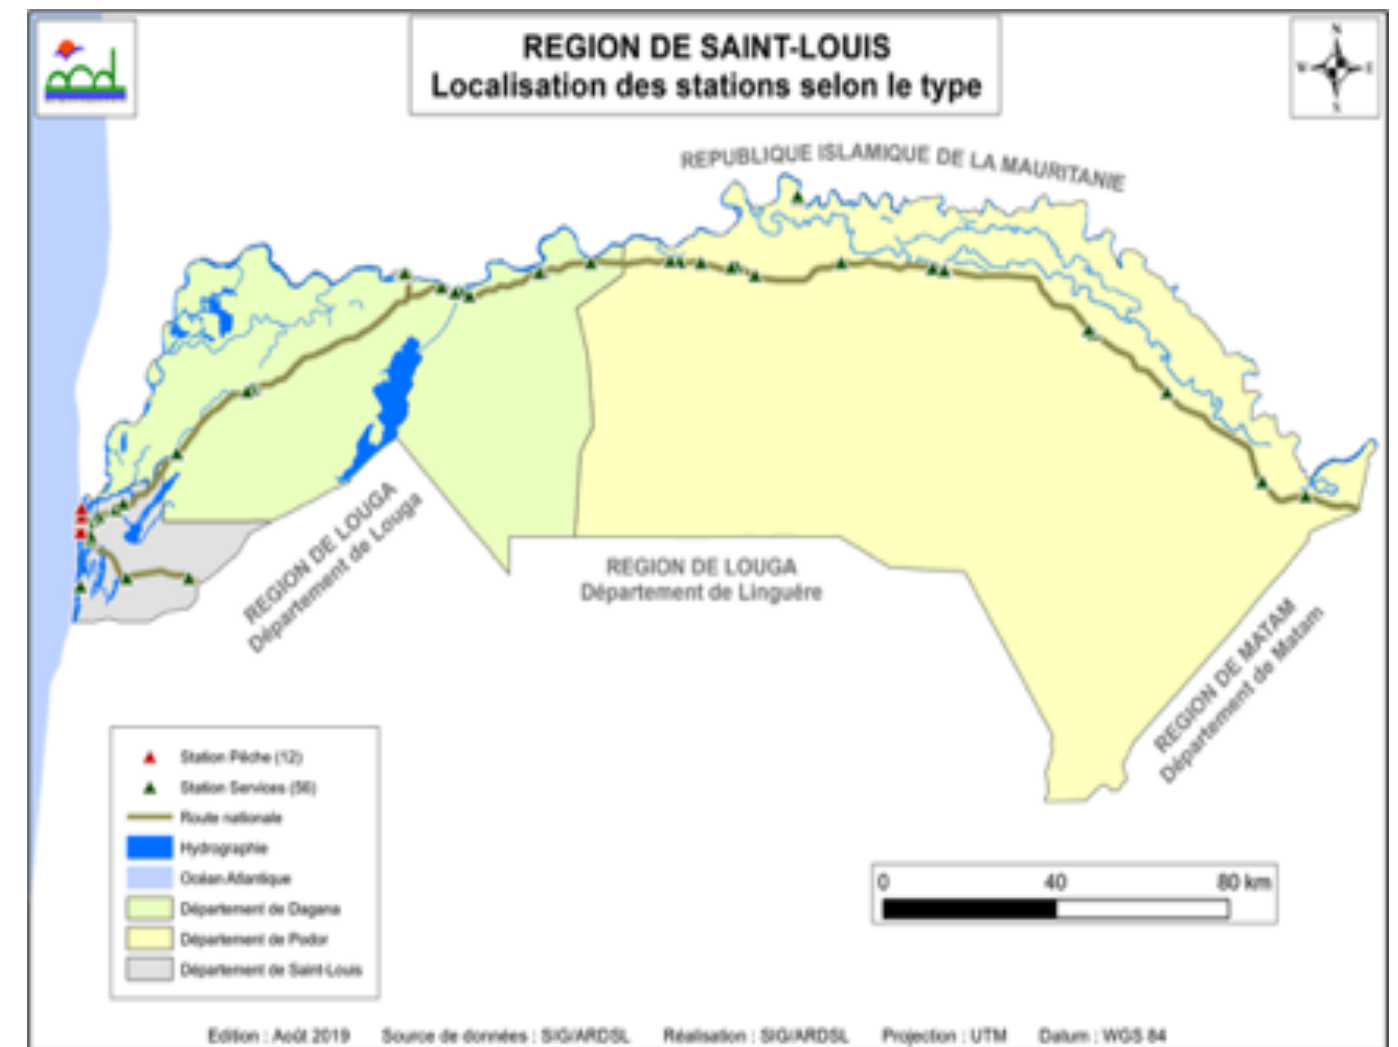 REGION DE SAINT-LOUIS
Localisation des stations selon le type
N
W E
S
REPUBLIQUE ISLAMIQUE DE LA MAURITANIE
REGION DE LOUGA
Département de Louga
REGION DE LOUGA
Département de Linguère
REGION DE MATAM
Département de Matam
Station Pêche (12)
Station Services (56)
Route nationale
Hydrographie
Océan Atlantique
Département de Dagana
Département de Podor
Département de Saint-Louis
0 40 80 km
Edition : Août 2019 Source de données : SIG/ARDSL Réalisation : SIG/ARDSL Projection : UTM Datum : WGS 84